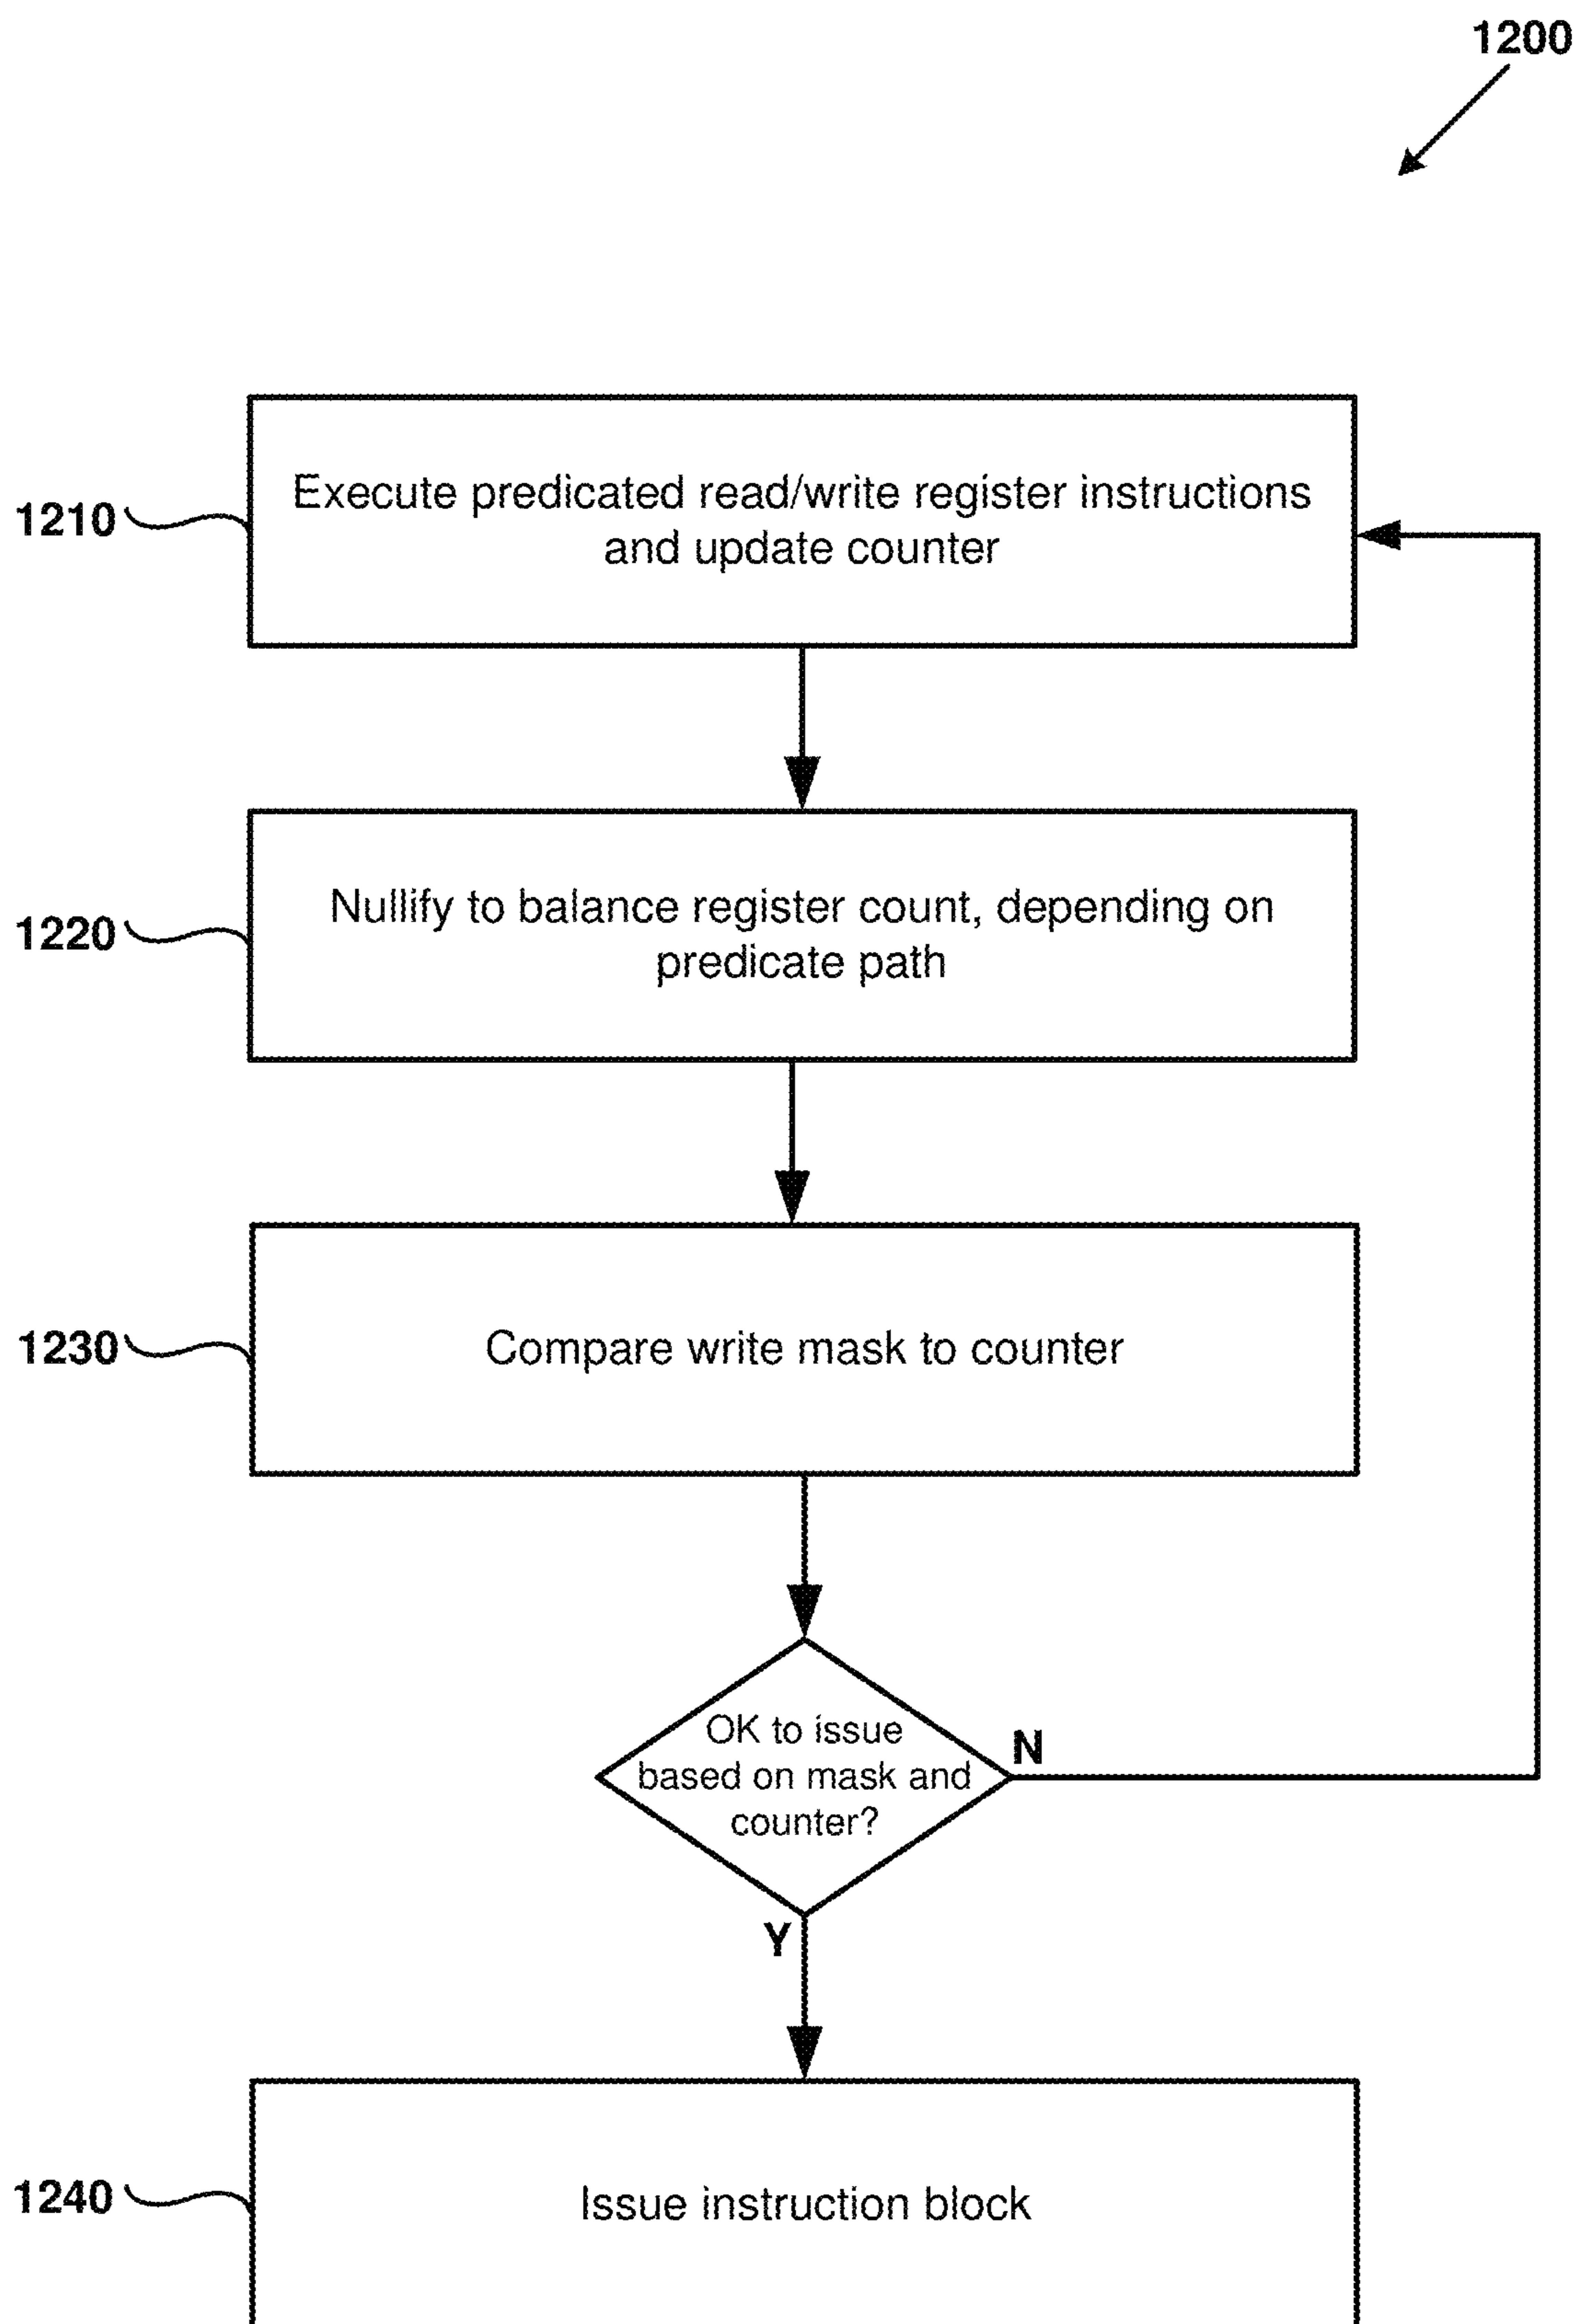 1200
1210
Execute predicated read/write register instructions
and update counter
1220
Nullify to balance register count, depending on
predicate path
1230
Compare write mask to counter
OK to issue
based on mask and
counter?
N
Y
1240
Issue instruction block